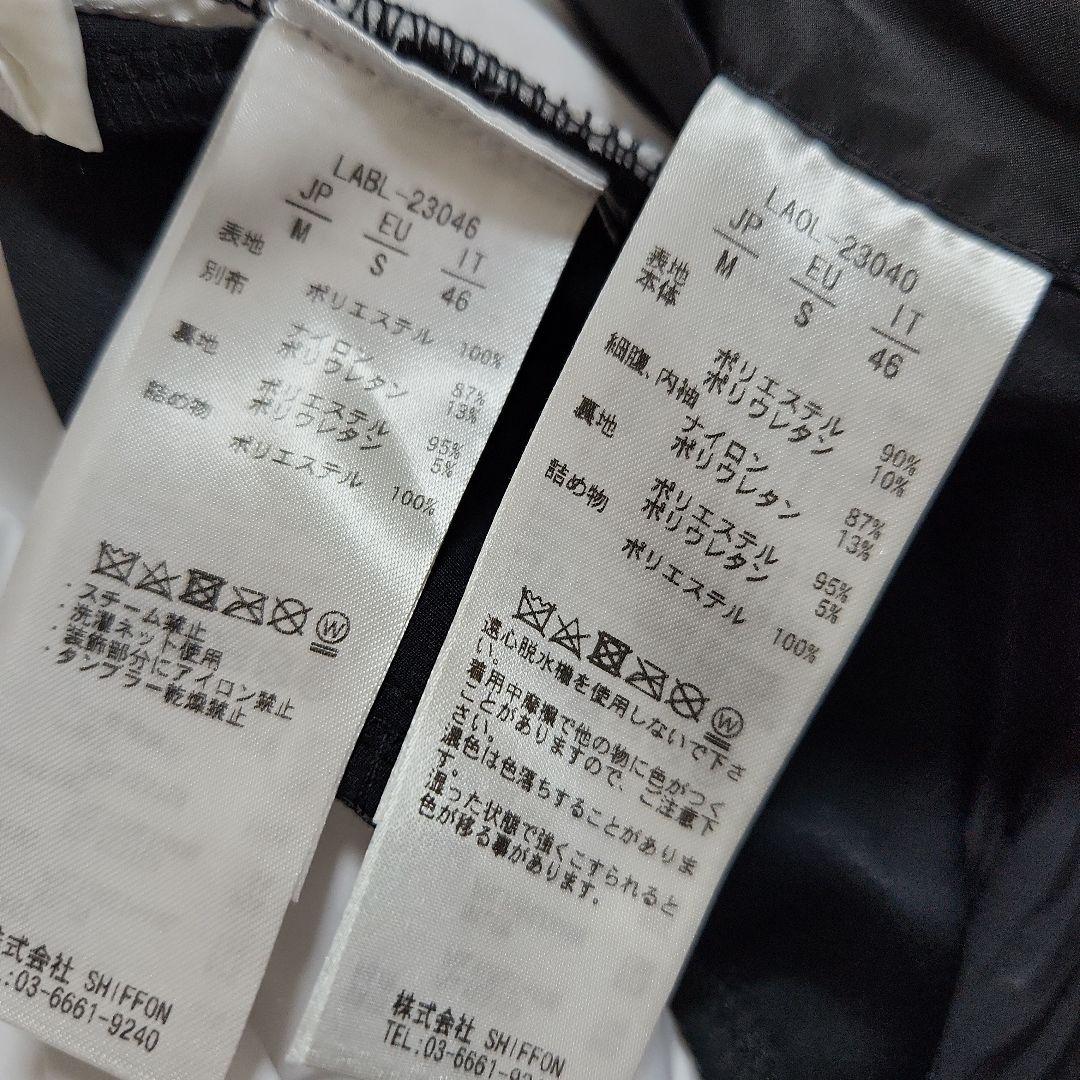 LABL-23046
JP EU IT
M S 46
表地
ポリエステル 100%
別布
ナイロン 87%
ポリウレタン 13%
裏地
ポリエステル 95%
ポリウレタン 5%
詰め物
ポリエステル 100%
W
・スチーム禁止
・洗濯ネット使用
・装飾部分にアイロン禁止
・タンブラー乾燥禁止
株式会社 SHIFFON
L:03-6661-9240
LAOL-23040
JP EU IT
M S 46
表地
本体
ポリエステル 90%
ポリウレタン 10%
細腹、内袖
ナイロン 87%
ポリウレタン 13%
裏地
ポリエステル 95%
ポリウレタン 5%
詰め物
ポリエステル 100%
W
遠心脱水槽を使用しないで下さ
い。
着用中摩擦で他の物に色がつく
ことがありますので、ご注意下
さい。
濃色は色落ちすることがありま
す。
湿った状態で強くこすられると
色が移る事があります。
株式会社 SHIFFON
TEL:03-6661-9240